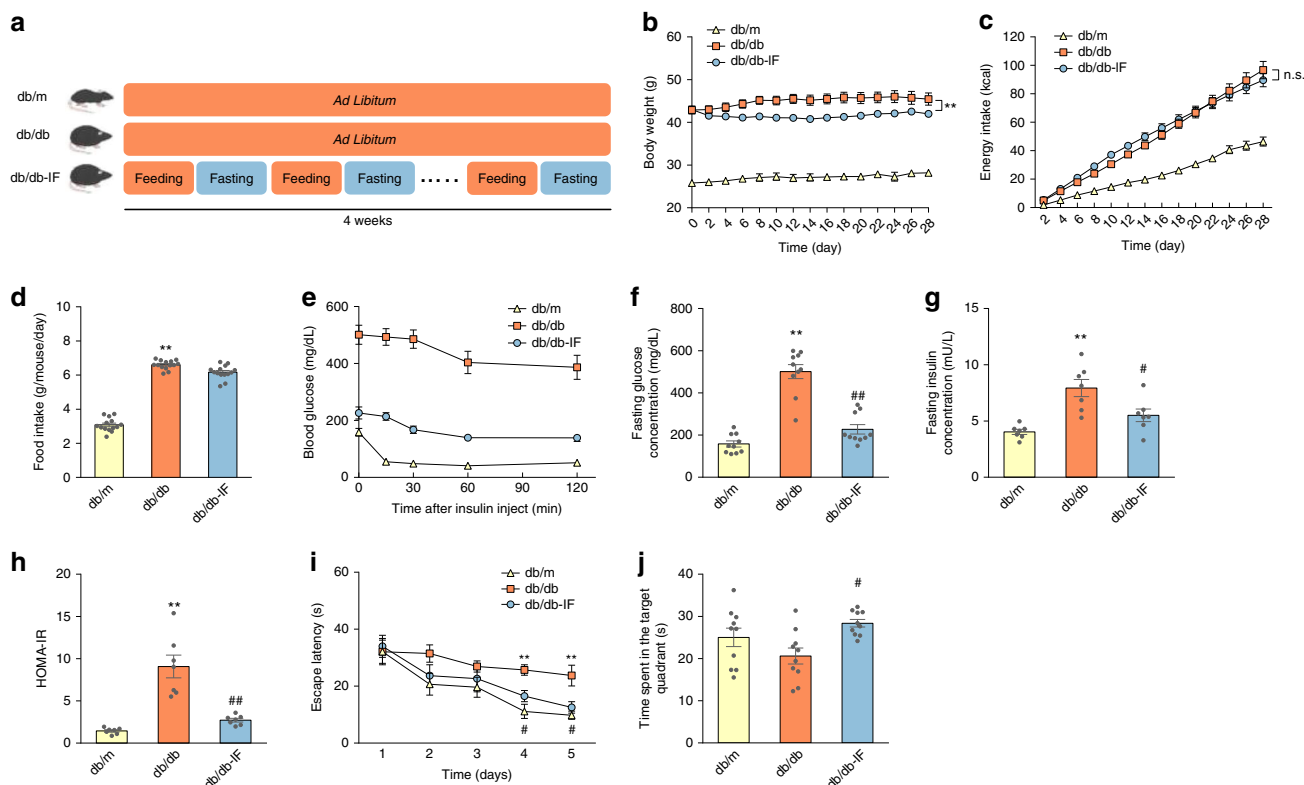 a
db/m
Ad Libitum
db/db
Ad Libitum
db/db-IF
Feeding Fasting Feeding Fasting ..... Feeding Fasting
4 weeks
b
db/m
db/db
db/db-IF
Body weight (g)
60
50
40
30
20
**
0 2 4 6 8 10 12 14 16 18 20 22 24 26 28
Time (day)
c
db/m
db/db
db/db-IF
Energy intake (kcal)
120
100
80
60
40
20
0
n.s.
2 4 6 8 10 12 14 16 18 20 22 24 26 28
Time (day)
d
Food intake (g/mouse/day)
10
8
6
4
2
0
**
db/m db/db db/db-IF
e
db/m
db/db
db/db-IF
Blood glucose (mg/dL)
600
400
200
0
0 30 60 90 120
Time after insulin inject (min)
f
Fasting glucose
concentration (mg/dL)
800
600
400
200
0
**
##
db/m db/db db/db-IF
g
Fasting insulin
concentration (mU/L)
15
10
5
0
**
#
db/m db/db db/db-IF
h
HOMA-IR
20
15
10
5
0
**
##
db/m db/db db/db-IF
i
db/m
db/db
db/db-IF
Escape latency (s)
60
40
20
0
** **
# #
1 2 3 4 5
Time (days)
j
Time spent in the target
quadrant (s)
50
40
30
20
10
0
#
db/m db/db db/db-IF